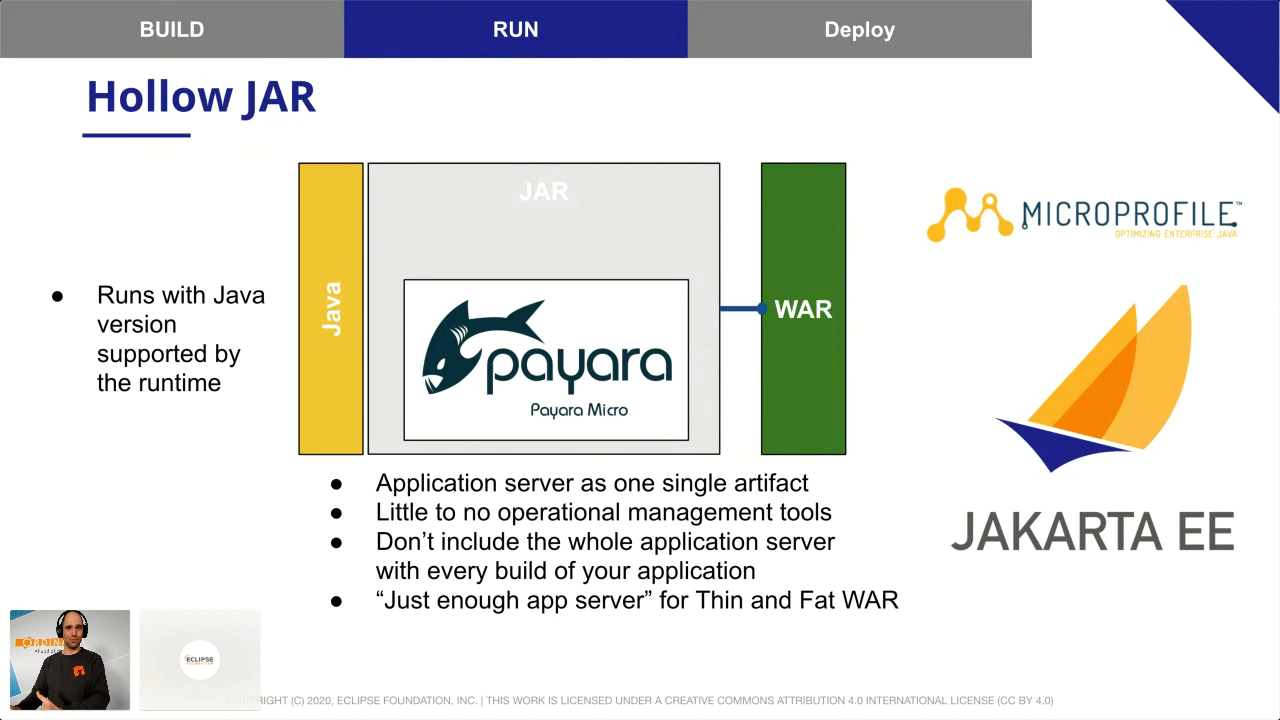 BUILD
RUN
Deploy
Hollow JAR
Java
JAR
payara
Payara Micro
WAR
MICROPROFILE™
OPTIMIZING ENTERPRISE JAVA
JAKARTA EE
● Runs with Java
version
supported by
the runtime
● Application server as one single artifact
● Little to no operational management tools
● Don’t include the whole application server
with every build of your application
● “Just enough app server” for Thin and Fat WAR
ECLIPSE
FOUNDATION
COPYRIGHT (C) 2020, ECLIPSE FOUNDATION, INC. | THIS WORK IS LICENSED UNDER A CREATIVE COMMONS ATTRIBUTION 4.0 INTERNATIONAL LICENSE (CC BY 4.0)